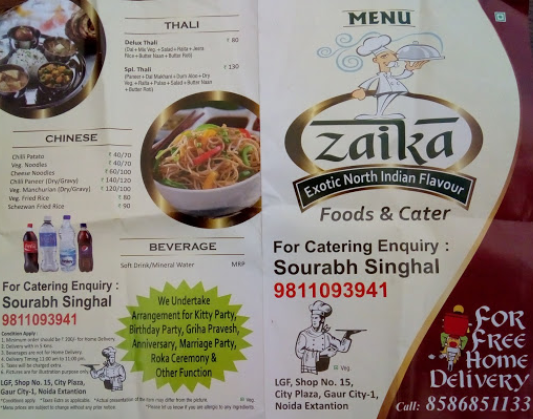 THALI
Delux Thali ₹ 80
(Dal + Mix Veg. + Salad + Raita + Jeera
Rice + Butter Naan + Butter Roti)
Spl. Thali ₹ 130
(Paneer + Dal Makhani + Dum Aloo + Dry
Veg. + Raita + Pulao + Salad + Butter Naan
+ Butter Roti)
CHINESE
Chilli Patato ₹ 40/70
Veg. Noodles ₹ 40/70
Cheese Noodles ₹ 60/100
Chilli Paneer (Dry/Gravy) ₹ 140/130
Veg. Manchurian (Dry/Gravy) ₹ 120/100
Veg. Fried Rice ₹ 80
Schezwan Fried Rice ₹ 90
BEVERAGE
Soft Drink/Mineral Water MRP
For Catering Enquiry :
Sourabh Singhal
9811093941
Condition Apply:
1. Minimum order should be ₹ 200/- for Home Delivery.
2. Delivery with in 5 kms.
3. Beverages are not for Home Delivery.
4. Delivery Timing 12.00 am to 11.00 pm.
5. Taxes will be charged extra.
6. Pictures are for illustration purpose only.
LGF, Shop No. 15, City Plaza,
Gaur City-1, Noida Extantion
We Undertake
Arrangement for Kitty Party,
Birthday Party, Griha Pravesh,
Anniversary, Marriage Party,
Roka Ceremony &
Other Function
*Condition apply. *Taxes extra as applicable. *Actual presentation of the item may differ from the picture.
Veg.
*Menu prices are subject to change without any prior notice
*Please let us know if you are allergic to any ingredients.
MENU
Zaika
Exotic North Indian Flavour
Foods & Cater
For Catering Enquiry :
Sourabh Singhal
9811093941
Veg.
LGF, Shop No. 15,
City Plaza, Gaur City-1,
Noida Extantion
FOR
FREE
HOME
DELIVERY
Call: 8586851133